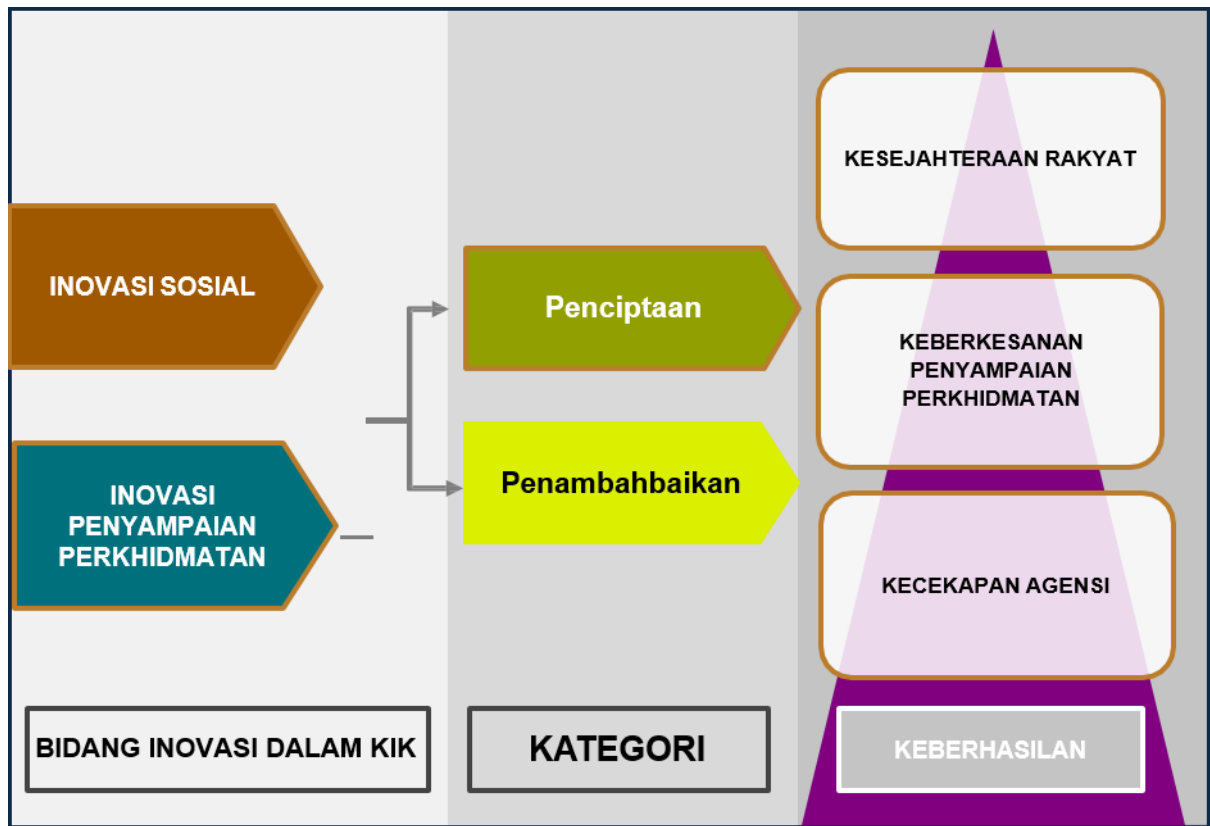 INOVASI SOSIAL
INOVASI
PENYAMPAIAN
PERKHIDMATAN
BIDANG INOVASI DALAM KIK
Penciptaan
Penambahbaikan
KATEGORI
KESEJAHTERAAN RAKYAT
KEBERKESANAN
PENYAMPAIAN
PERKHIDMATAN
KECEKAPAN AGENSI
KEBERHASILAN